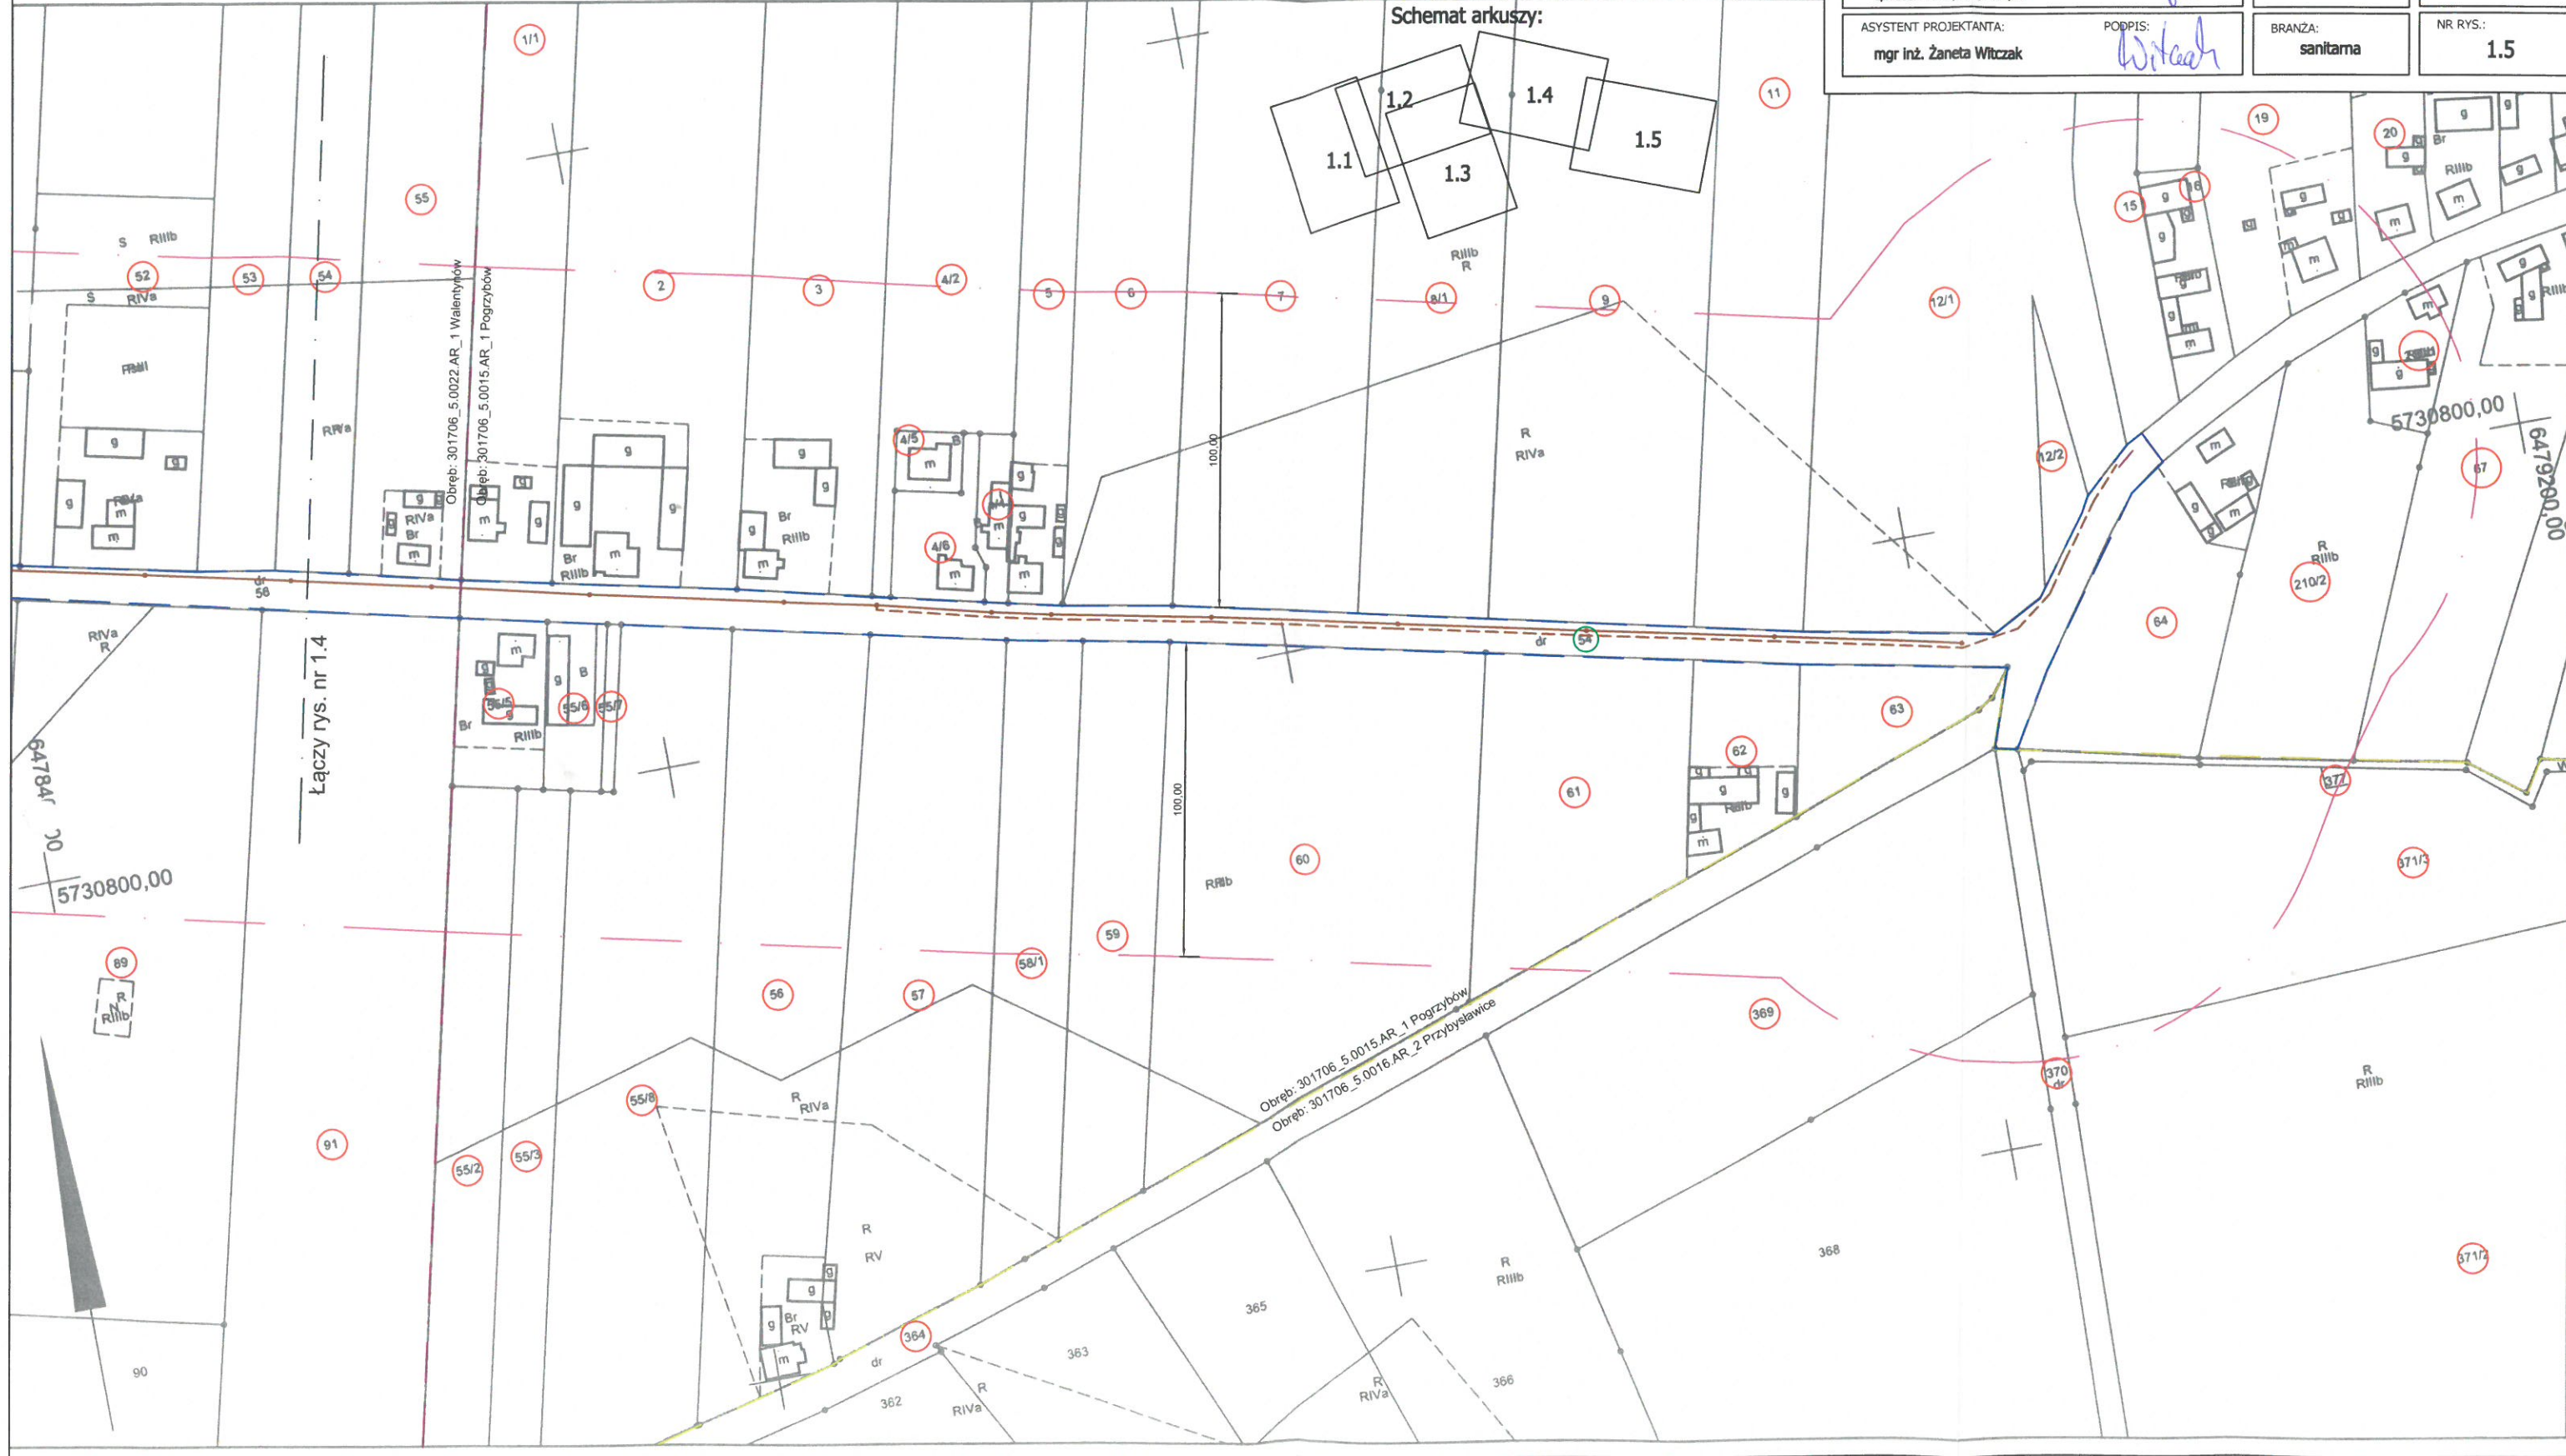 Schemat arkuszy:
1.1
1.2
1.3
1.4
1.5
ASYSTENT PROJEKTANTA:
mgr inż. Żaneta Witczak
PODPIS:
Witczak
BRANŻA:
sanitarna
NR RYS.:
1.5
1/1
11
19
20
Br
RIIIb
g
g
g
g
m
m
15
16
g
g
g
m
m
g
m
55
S RIIIb
52
53
54
S RIVa
2
3
4/2
5
6
7
8/1
9
12/1
RIIIb
R
Obręb: 301706_5.0022.AR_1 Walentynów
Obręb: 301706_5.0015.AR_1 Pogrzybów
100,00
R
RIVa
12/2
5730800,00
6479200,00
67
g
g
g
m
m
g
RIVa
Br
m
m
g
g
g
g
m
Br
RIIIb
g
g
g
m
Br
RIIIb
4/5
B
m
4/6
m
g
g
m
m
g
m
g
m
R
RIIIb
210/2
64
dr
58
dr
54
RIVa
R
Łączy rys. nr 1.4
m
g
B
55/5
55/6
55/7
g
Br
RIIIb
63
62
61
60
g
g
m
100,00
377
371/3
5730800,00
89
R
RIIIb
56
57
58/1
59
Obręb: 301706_5.0015.AR_1 Pogrzybów
Obręb: 301706_5.0016.AR_2 Przybysławice
369
370
dr
R
RIIIb
55/8
R
RIVa
91
55/2
55/3
R
RV
g
g
g
Br
RV
m
364
dr
365
R
RIIIb
368
371/2
90
362
363
R
RIVa
R
RIVa
366